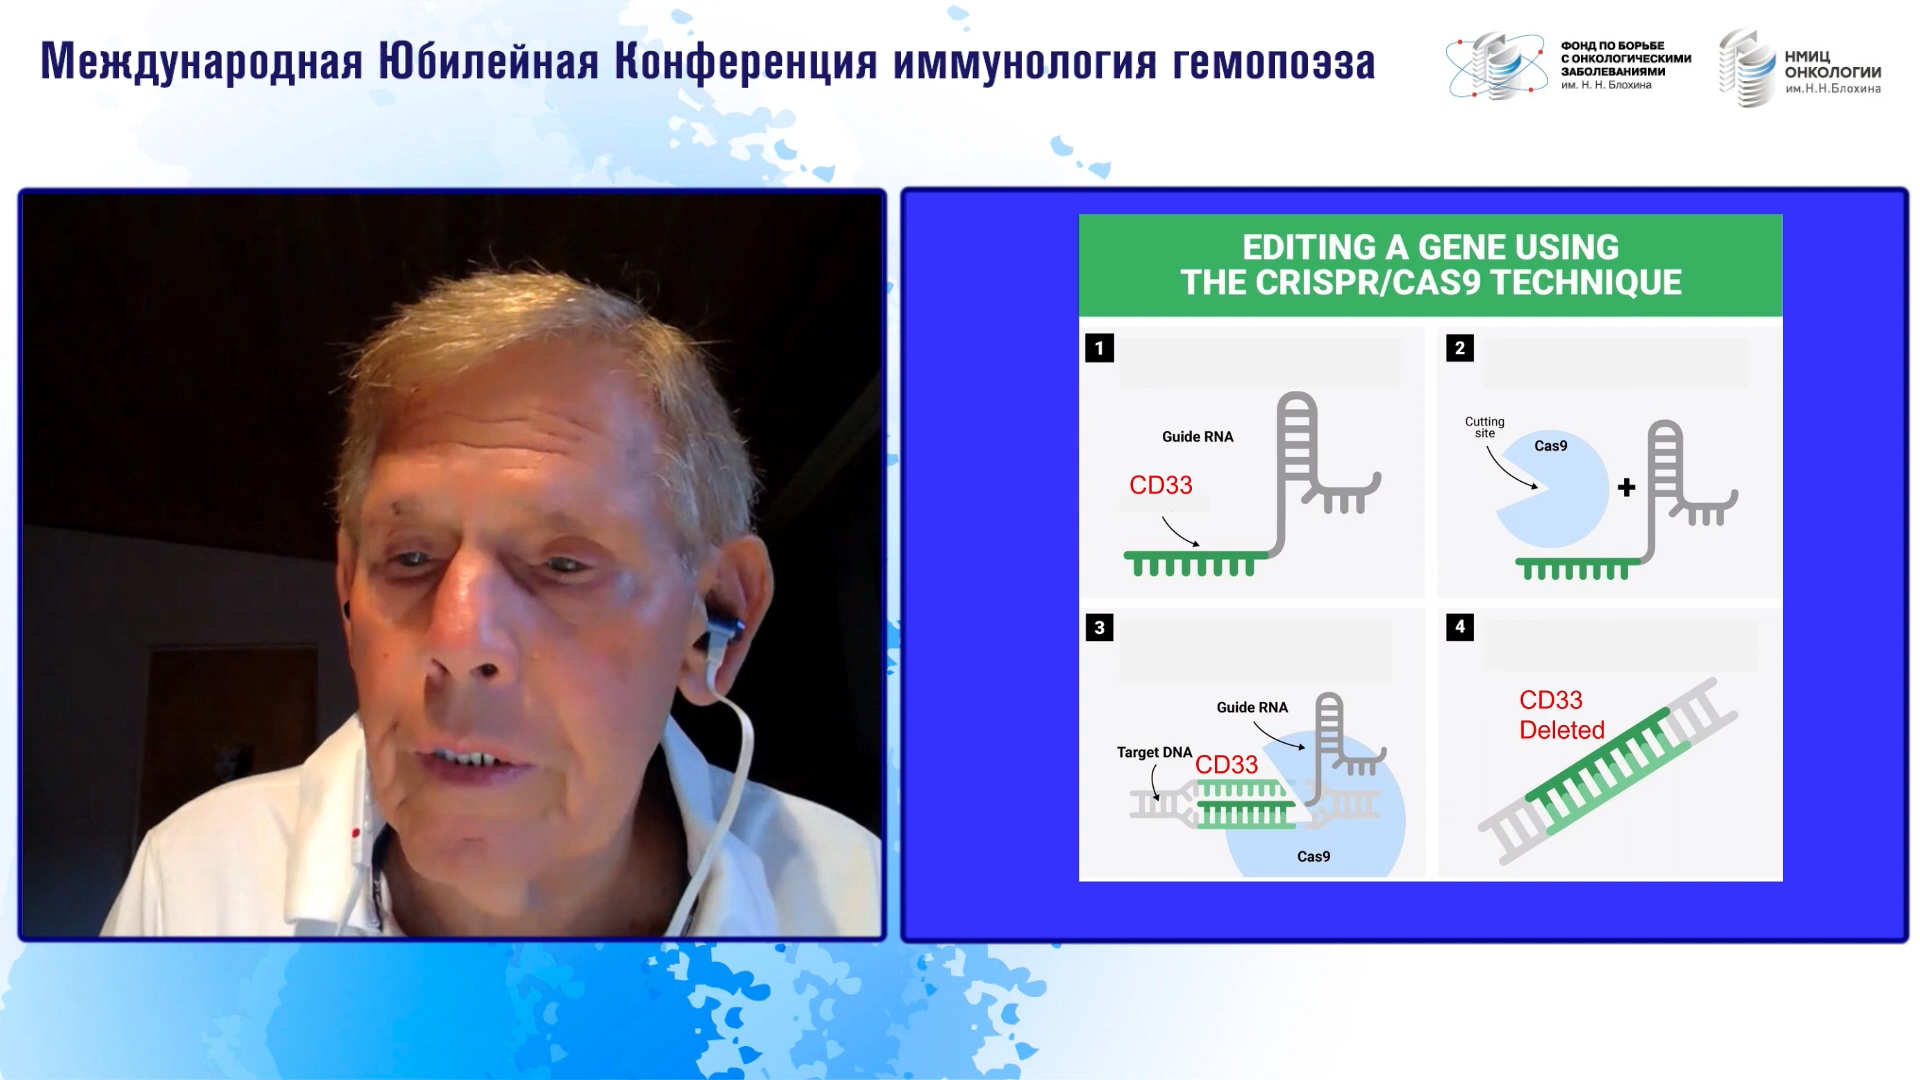 Международная Юбилейная Конференция иммунология гемопоэза
ФОНД ПО БОРЬБЕ
С ОНКОЛОГИЧЕСКИМИ
ЗАБОЛЕВАНИЯМИ
им. Н. Н. Блохина
НМИЦ
ОНКОЛОГИИ
им.Н.Н.Блохина
EDITING A GENE USING
THE CRISPR/CAS9 TECHNIQUE
1
Guide RNA
CD33
2
Cutting
site
Cas9
+
3
Guide RNA
Target DNA
CD33
Cas9
4
CD33
Deleted